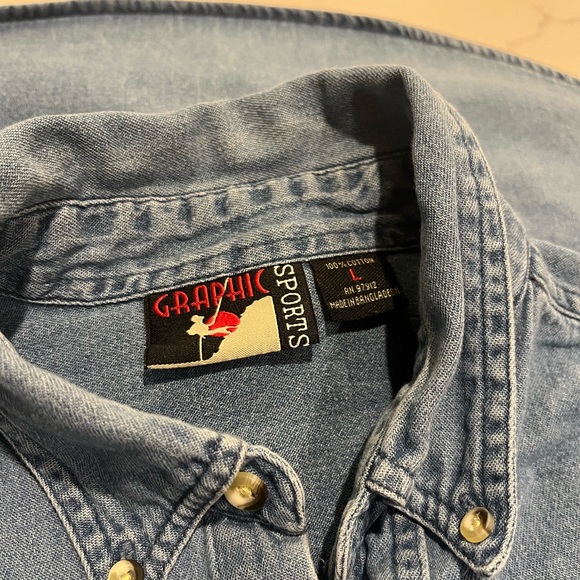 GRAPHIC
SPORTS
100% COTTON
L
RN 97912
MADE IN BANGLADESH